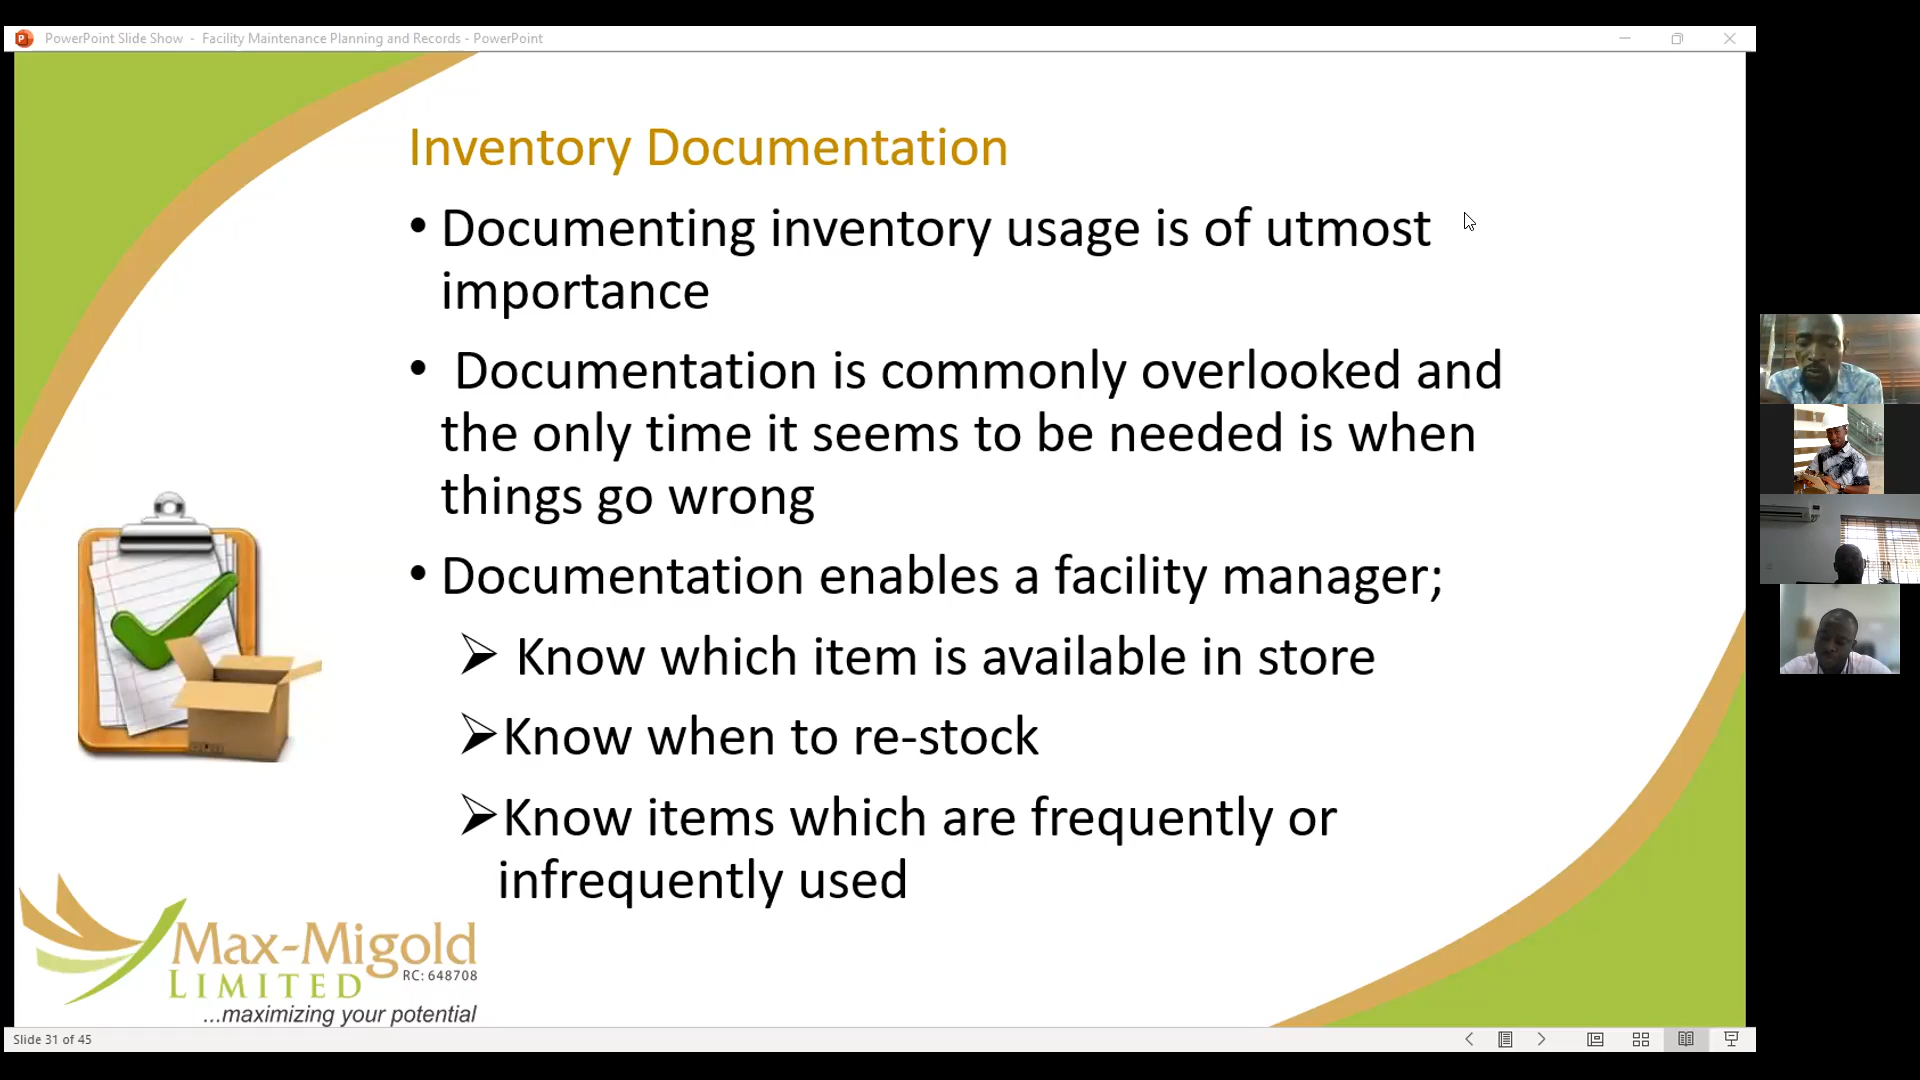 PowerPoint Slide Show - Facility Maintenance Planning and Records - PowerPoint
Inventory Documentation
• Documenting inventory usage is of utmost
importance
• Documentation is commonly overlooked and
the only time it seems to be needed is when
things go wrong
• Documentation enables a facility manager;
➢ Know which item is available in store
➢Know when to re-stock
➢Know items which are frequently or
infrequently used
Max-Migold
LIMITED RC: 648708
...maximizing your potential
Slide 31 of 45